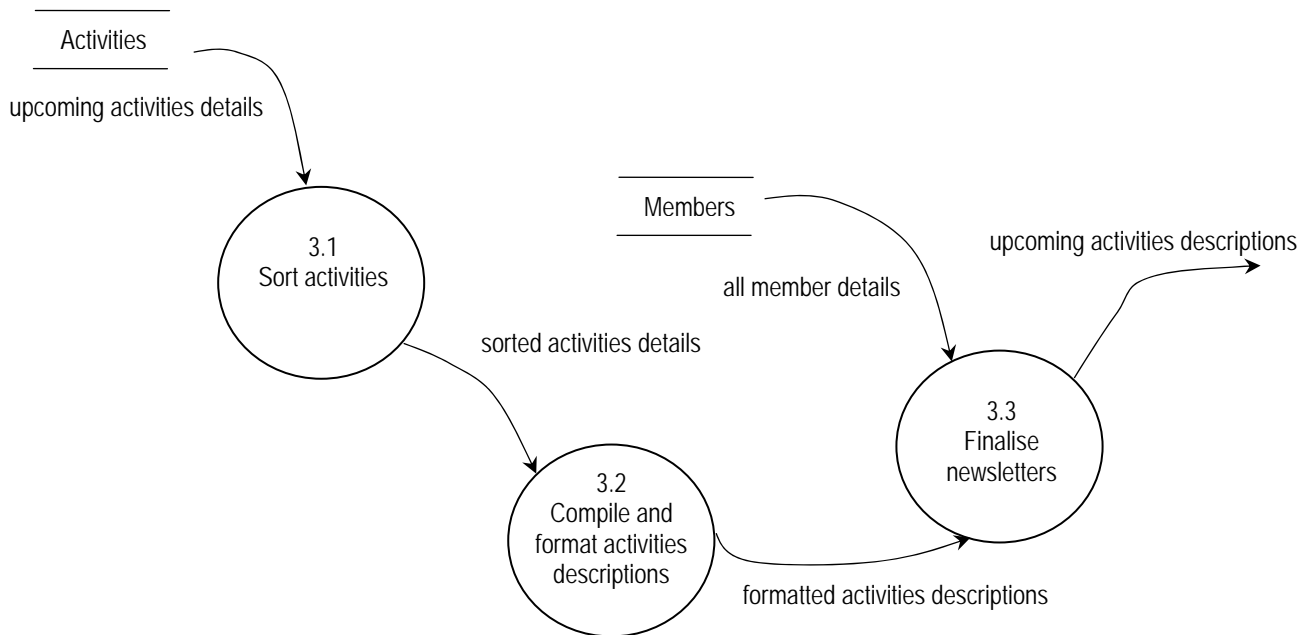 Activities
upcoming activities details
3.1
Sort activities
Members
upcoming activities descriptions
all member details
sorted activities details
3.3
Finalise
newsletters
3.2
Compile and
format activities
descriptions
formatted activities descriptions